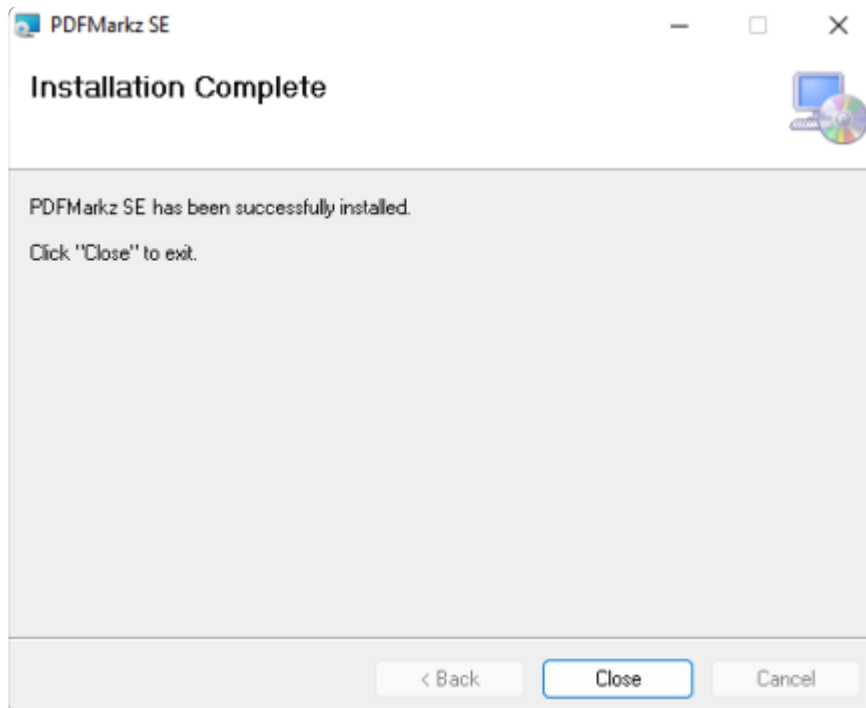 PDFMarkz SE
Installation Complete
PDFMarkz SE has been successfully installed.
Click "Close" to exit.
< Back
Close
Cancel